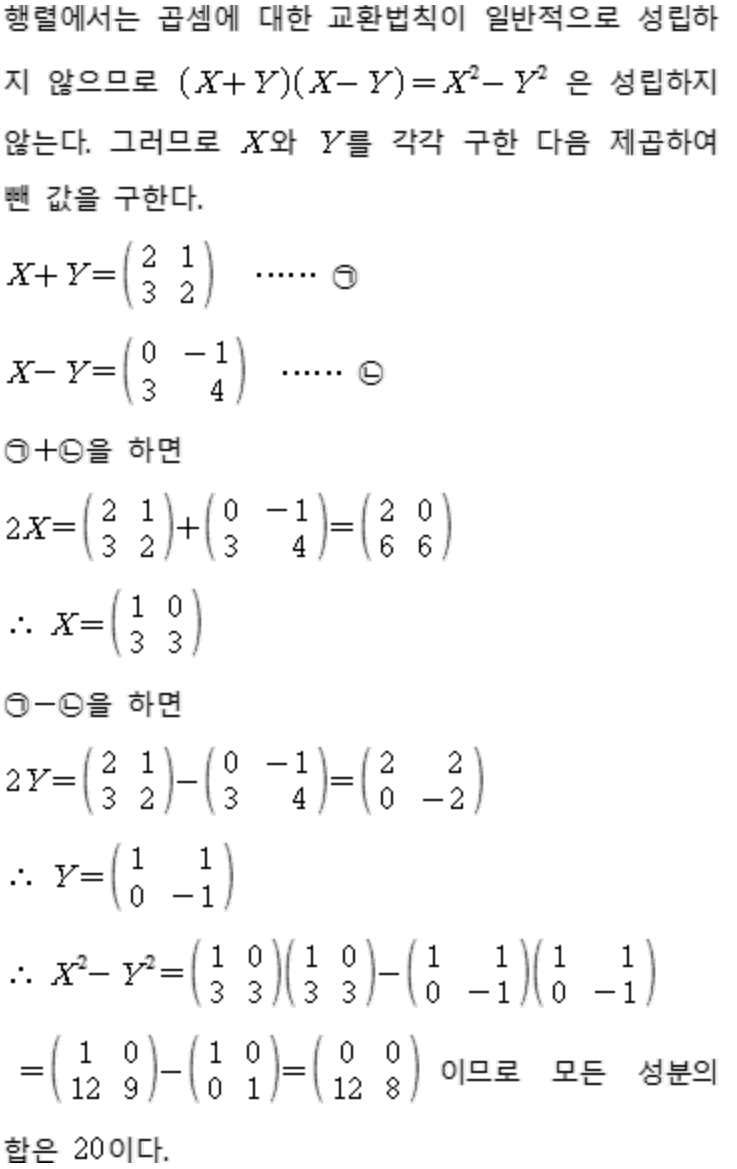 행렬에서는 곱셈에 대한 교환법칙이 일반적으로 성립하
지 않으므로 (X+Y)(X-Y)=X²-Y² 은 성립하지
않는다. 그러므로 X와 Y를 각각 구한 다음 제곱하여
뺀 값을 구한다.
X+Y=(2 1; 3 2) ⋯⋯ ㉠
X-Y=(0 -1; 3 4) ⋯⋯ ㉡
㉠+㉡을 하면
2X=(2 1; 3 2)+(0 -1; 3 4)=(2 0; 6 6)
∴ X=(1 0; 3 3)
㉠-㉡을 하면
2Y=(2 1; 3 2)-(0 -1; 3 4)=(2 2; 0 -2)
∴ Y=(1 1; 0 -1)
∴ X²-Y²=(1 0; 3 3)(1 0; 3 3)-(1 1; 0 -1)(1 1; 0 -1)
=(1 0; 12 9)-(1 0; 0 1)=(0 0; 12 8) 이므로 모든 성분의
합은 20이다.